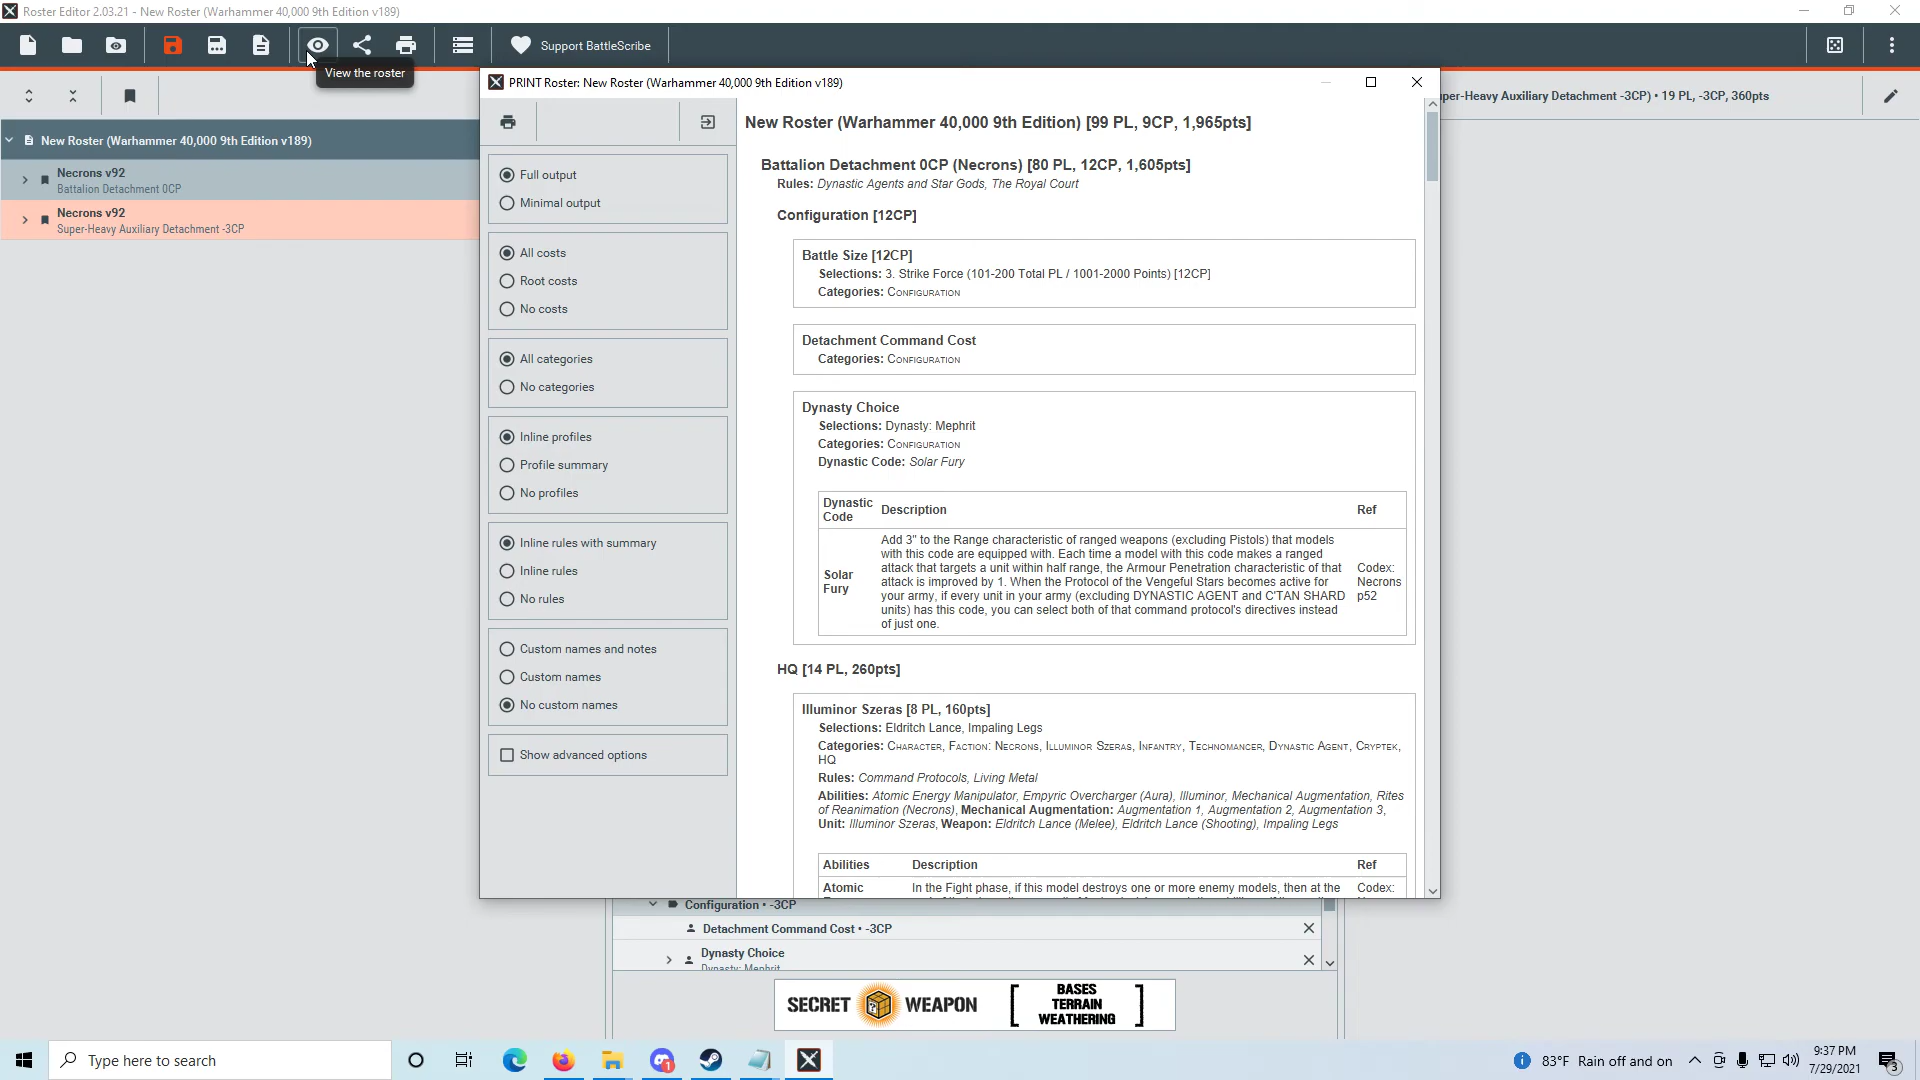 Roster Editor 2.03.21 - New Roster (Warhammer 40,000 9th Edition v189)
Support BattleScribe
View the roster
PRINT Roster: New Roster (Warhammer 40,000 9th Edition v189)
per-Heavy Auxiliary Detachment -3CP) • 19 PL, -3CP, 360pts
New Roster (Warhammer 40,000 9th Edition v189)
Necrons v92
Battalion Detachment 0CP
Necrons v92
Super-Heavy Auxiliary Detachment -3CP
Full output
Minimal output
All costs
Root costs
No costs
All categories
No categories
Inline profiles
Profile summary
No profiles
Inline rules with summary
Inline rules
No rules
Custom names and notes
Custom names
No custom names
Show advanced options
New Roster (Warhammer 40,000 9th Edition) [99 PL, 9CP, 1,965pts]
Battalion Detachment 0CP (Necrons) [80 PL, 12CP, 1,605pts]
Rules: Dynastic Agents and Star Gods, The Royal Court
Configuration [12CP]
Battle Size [12CP]
Selections: 3. Strike Force (101-200 Total PL / 1001-2000 Points) [12CP]
Categories: CONFIGURATION
Detachment Command Cost
Categories: CONFIGURATION
Dynasty Choice
Selections: Dynasty: Mephrit
Categories: CONFIGURATION
Dynastic Code: Solar Fury
Dynastic Code Description Ref
Solar Fury
Add 3" to the Range characteristic of ranged weapons (excluding Pistols) that models
with this code are equipped with. Each time a model with this code makes a ranged
attack that targets a unit within half range, the Armour Penetration characteristic of that
attack is improved by 1. When the Protocol of the Vengeful Stars becomes active for
your army, if every unit in your army (excluding DYNASTIC AGENT and C'TAN SHARD
units) has this code, you can select both of that command protocol's directives instead
of just one.
Codex:
Necrons
p52
HQ [14 PL, 260pts]
Illuminor Szeras [8 PL, 160pts]
Selections: Eldritch Lance, Impaling Legs
Categories: CHARACTER, FACTION: NECRONS, ILLUMINOR SZERAS, INFANTRY, TECHNOMANCER, DYNASTIC AGENT, CRYPTEK,
HQ
Rules: Command Protocols, Living Metal
Abilities: Atomic Energy Manipulator, Empyric Overcharger (Aura), Illuminor, Mechanical Augmentation, Rites
of Reanimation (Necrons), Mechanical Augmentation: Augmentation 1, Augmentation 2, Augmentation 3,
Unit: Illuminor Szeras, Weapon: Eldritch Lance (Melee), Eldritch Lance (Shooting), Impaling Legs
Abilities Description Ref
Atomic In the Fight phase, if this model destroys one or more enemy models, then at the Codex:
Configuration • -3CP
Detachment Command Cost • -3CP
Dynasty Choice
Dynasty: Mephrit
SECRET WEAPON
BASES
TERRAIN
WEATHERING
Type here to search
1
83°F Rain off and on
9:37 PM
7/29/2021
3